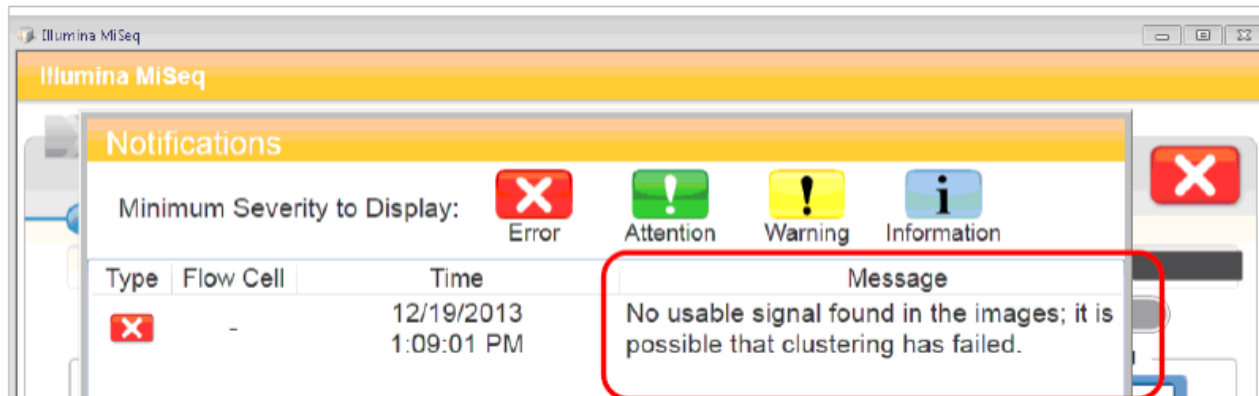 Illumina MiSeq
Illumina MiSeq
Notifications
Minimum Severity to Display:
Error
Attention
Warning
Information
Type
Flow Cell
Time
Message
-
12/19/2013
1:09:01 PM
No usable signal found in the images; it is
possible that clustering has failed.